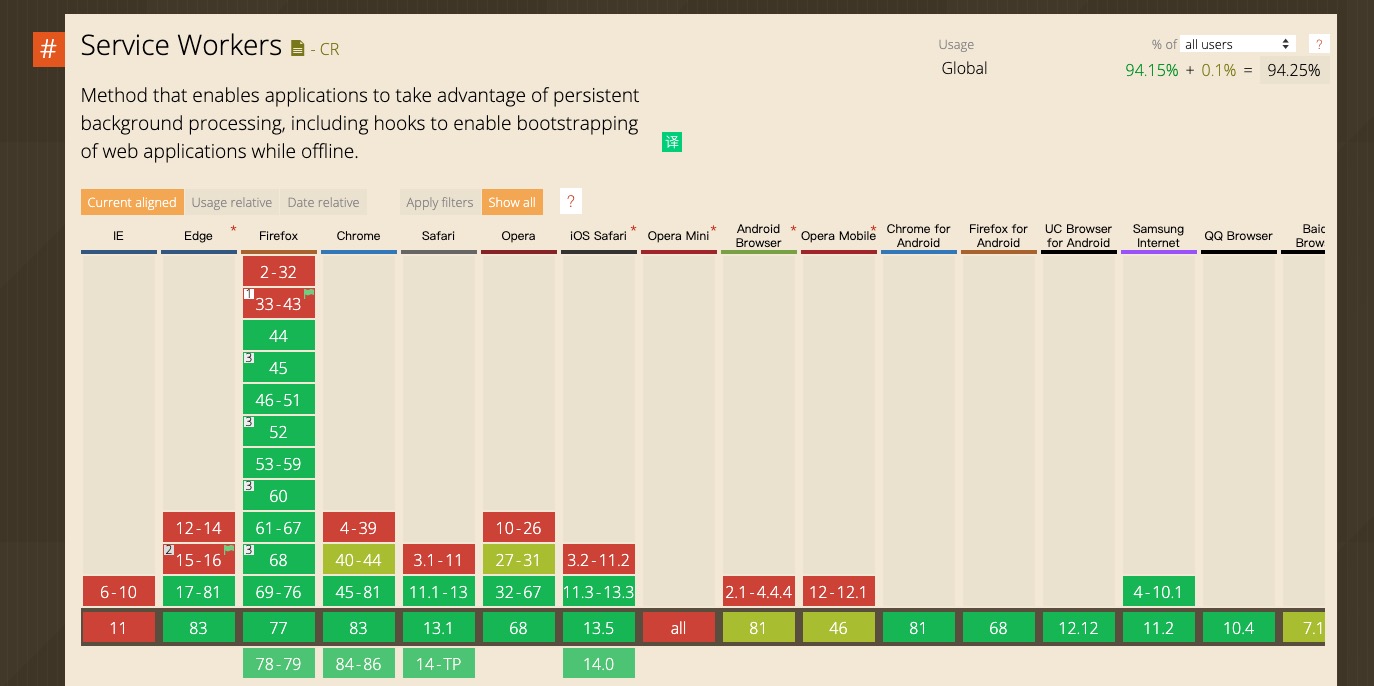 #
Service Workers - CR
Usage % of all users ?
Global 94.15% + 0.1% = 94.25%
Method that enables applications to take advantage of persistent
background processing, including hooks to enable bootstrapping
of web applications while offline.
译
Current aligned Usage relative Date relative Apply filters Show all ?
IE Edge * Firefox Chrome Safari Opera iOS Safari * Opera Mini * Android Browser * Opera Mobile * Chrome for Android Firefox for Android UC Browser for Android Samsung Internet QQ Browser
2-32
1 33-43
44
3 45
46-51
3 52
53-59
3 60
12-14 61-67 4-39 10-26
2 15-16 3 68 40-44 3.1-11 27-31 3.2-11.2
6-10 17-81 69-76 45-81 11.1-13 32-67 11.3-13.3 2.1-4.4.4 12-12.1 4-10.1
11 83 77 83 13.1 68 13.5 all 81 46 81 68 12.12 11.2 10.4 7.1
78-79 84-86 14-TP 14.0